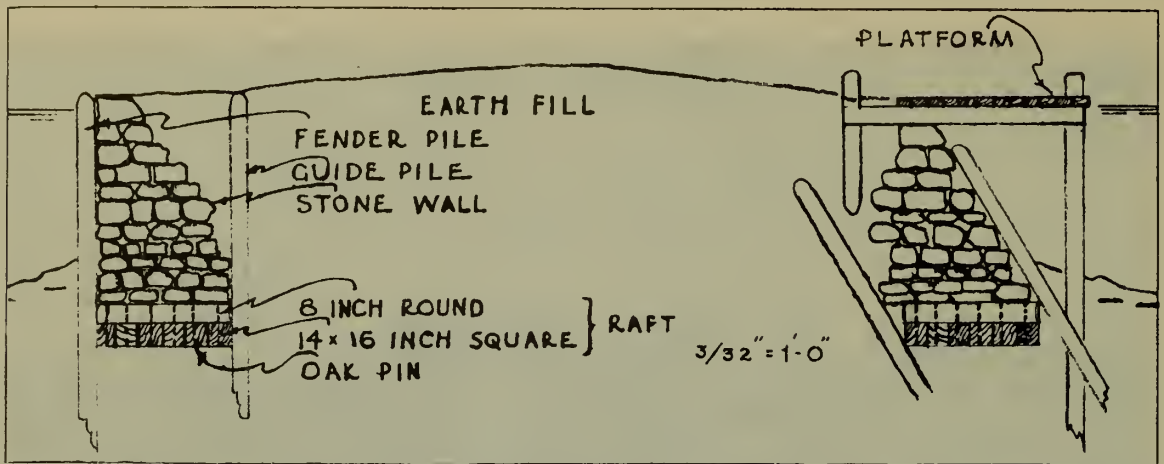 PLATFORM
EARTH FILL
FENDER PILE
GUIDE PILE
STONE WALL
8 INCH ROUND
14 x 16 INCH SQUARE } RAFT
OAK PIN
3/32" = 1'-0"